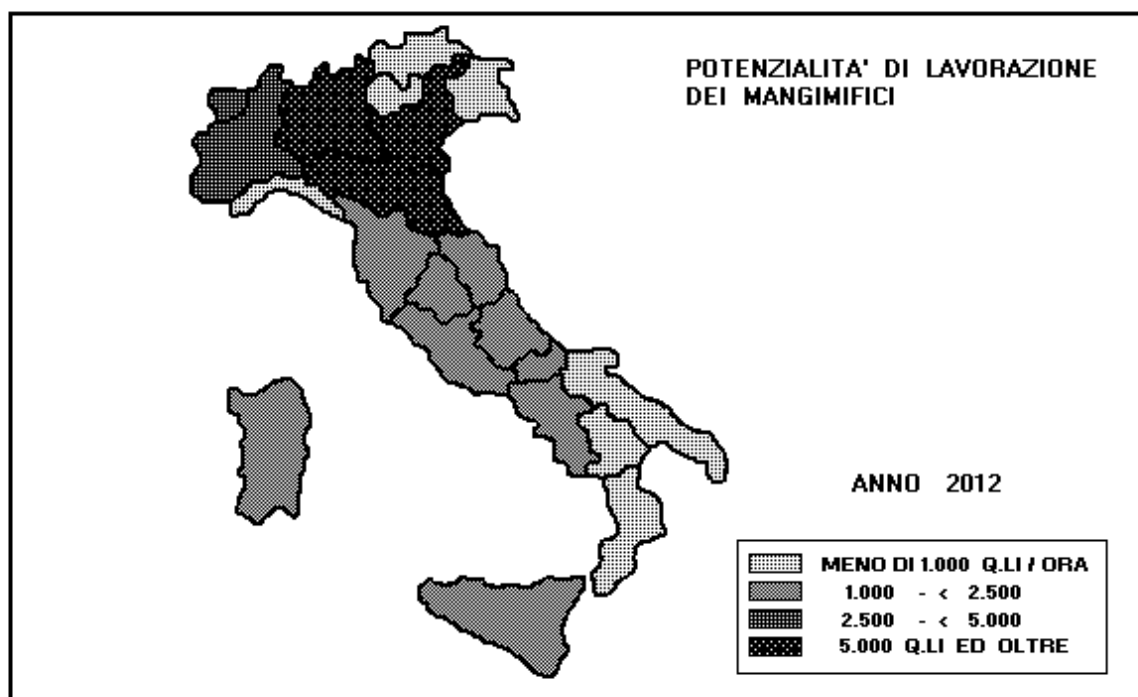 POTENZIALITA' DI LAVORAZIONE
DEI MANGIMIFICI
ANNO 2012
MENO DI 1.000 Q.LI / ORA
1.000 - < 2.500
2.500 - < 5.000
5.000 Q.LI ED OLTRE